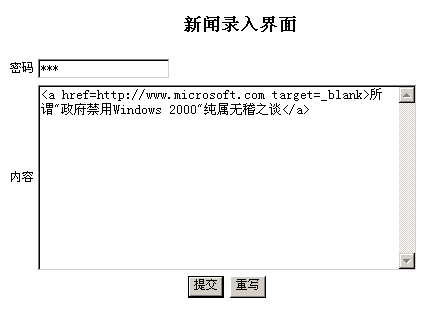 新闻录入界面
密码 ***
<a href=http://www.microsoft.com target=_blank>所
谓“政府禁用Windows 2000“纯属无稽之谈</a>
内容
提交 重写